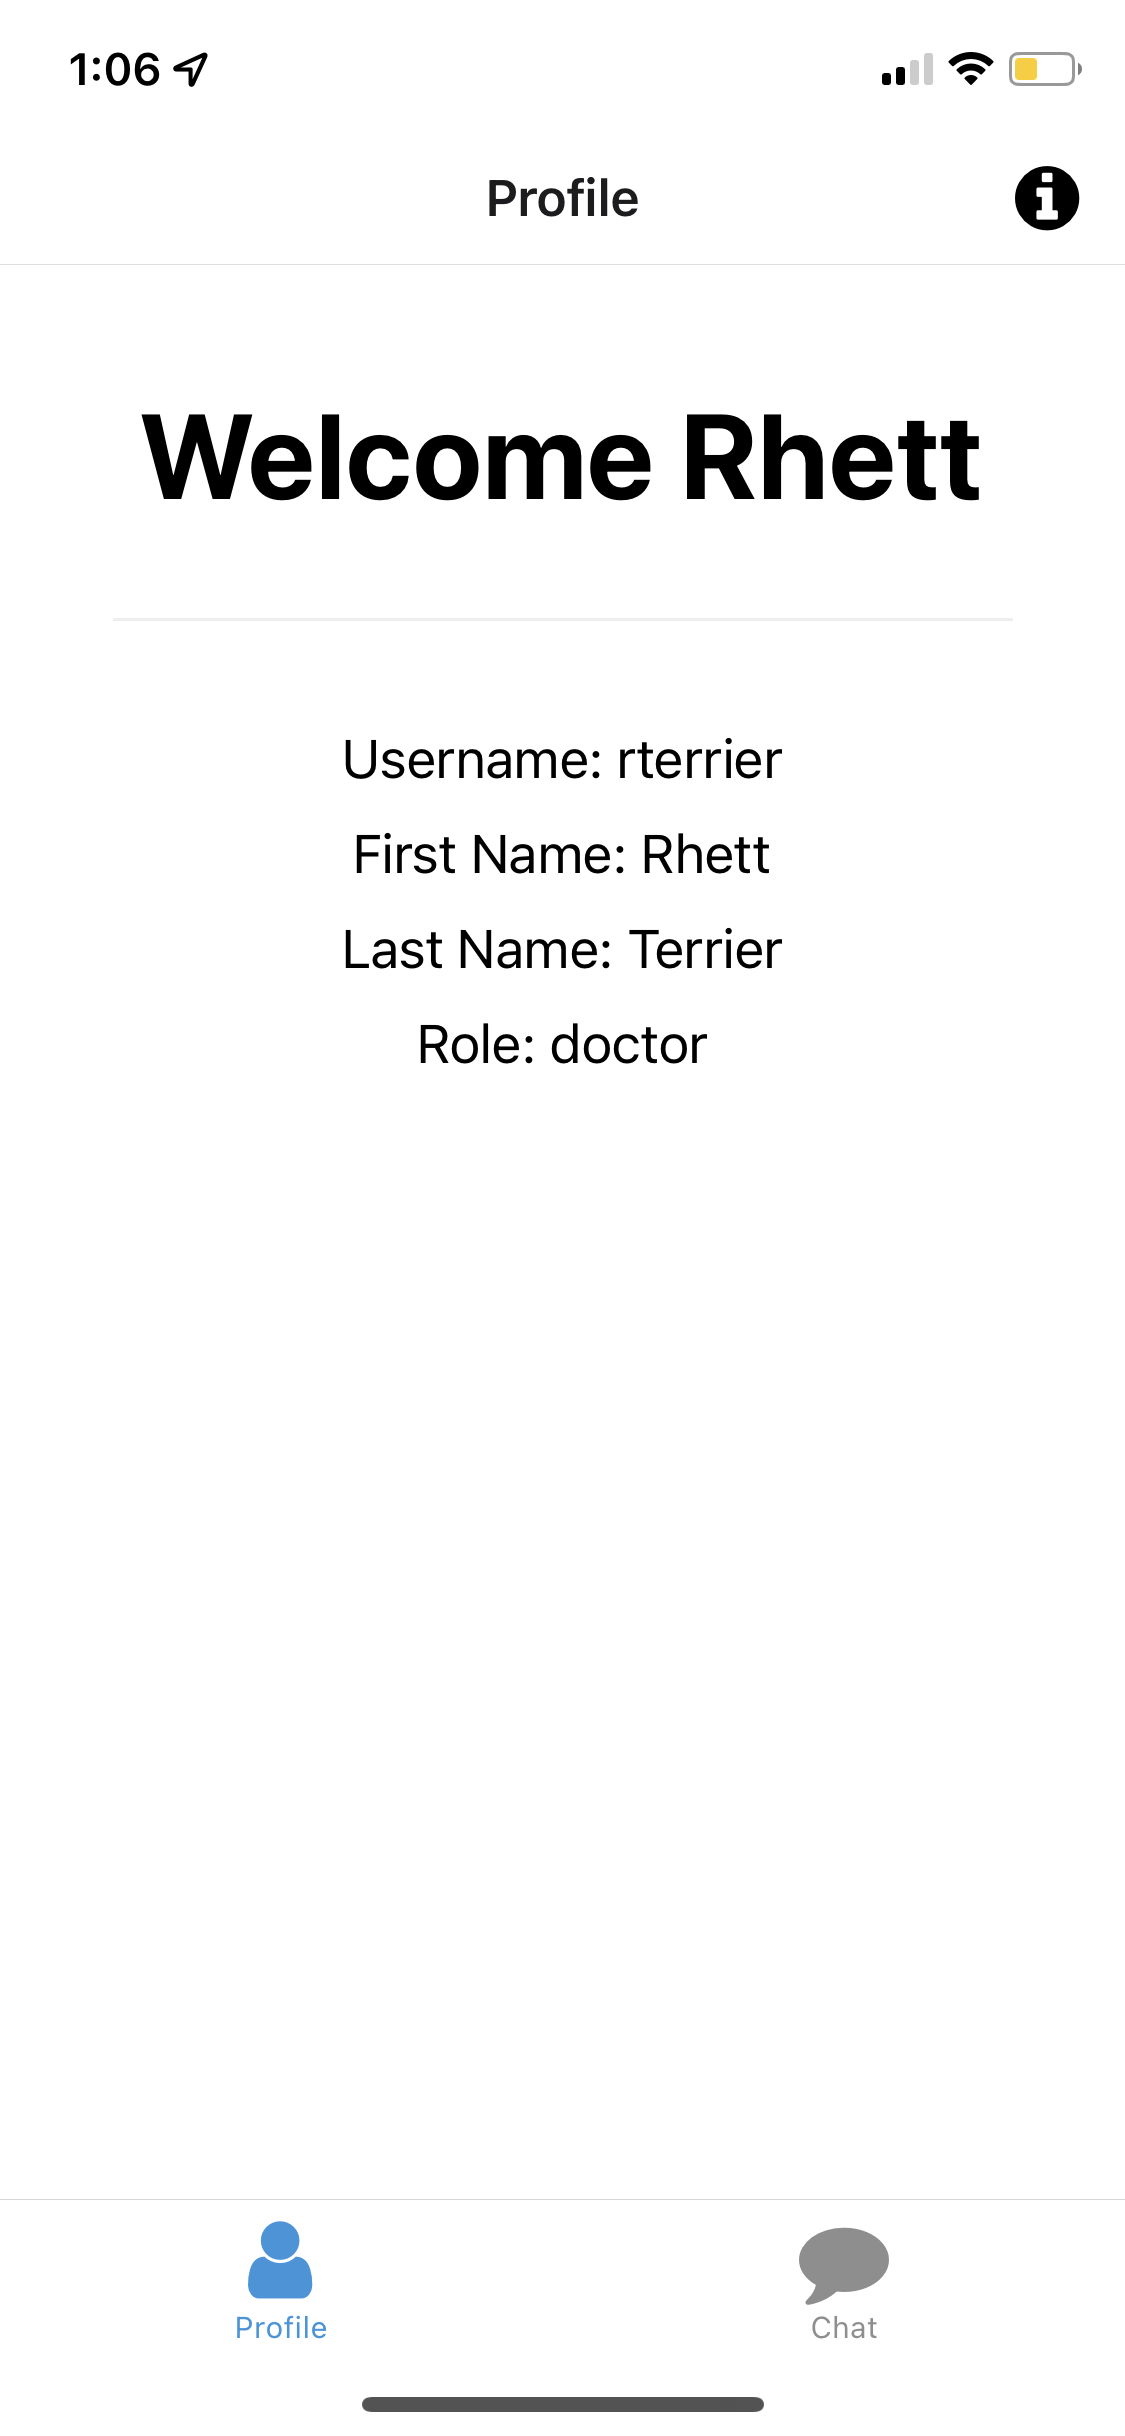 1:06
Profile
Welcome Rhett
Username: rterrier
First Name: Rhett
Last Name: Terrier
Role: doctor
Profile
Chat